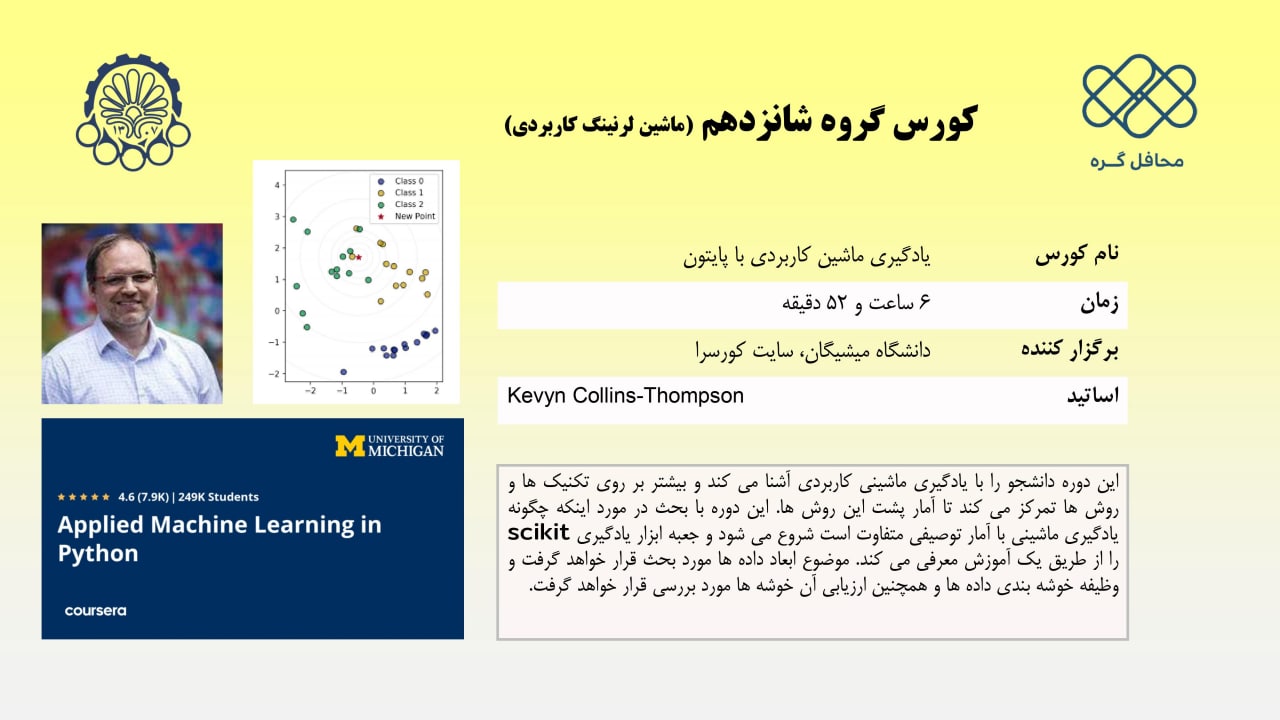 کورس گروه شانزدهم (ماشین لرنینگ کاربردی)
محافل گره
۱۳۰۷
نام کورس یادگیری ماشین کاربردی با پایتون
زمان ۶ ساعت و ۵۲ دقیقه
برگزار کننده دانشگاه میشیگان، سایت کورسرا
اساتید Kevyn Collins-Thompson
این دوره دانشجو را با یادگیری ماشینی کاربردی آشنا می کند و بیشتر بر روی تکنیک ها و
روش ها تمرکز می کند تا آمار پشت این روش ها. این دوره با بحث در مورد اینکه چگونه
یادگیری ماشینی با آمار توصیفی متفاوت است شروع می شود و جعبه ابزار یادگیری scikit
را از طریق یک آموزش معرفی می کند. موضوع ابعاد داده ها مورد بحث قرار خواهد گرفت و
وظیفه خوشه بندی داده ها و همچنین ارزیابی آن خوشه ها مورد بررسی قرار خواهد گرفت.
Class 0
Class 1
Class 2
New Point
4
3
2
1
0
−1
−2
−2 −1 0 1 2
M UNIVERSITY OF
MICHIGAN
4.6 (7.9K) | 249K Students
Applied Machine Learning in
Python
coursera